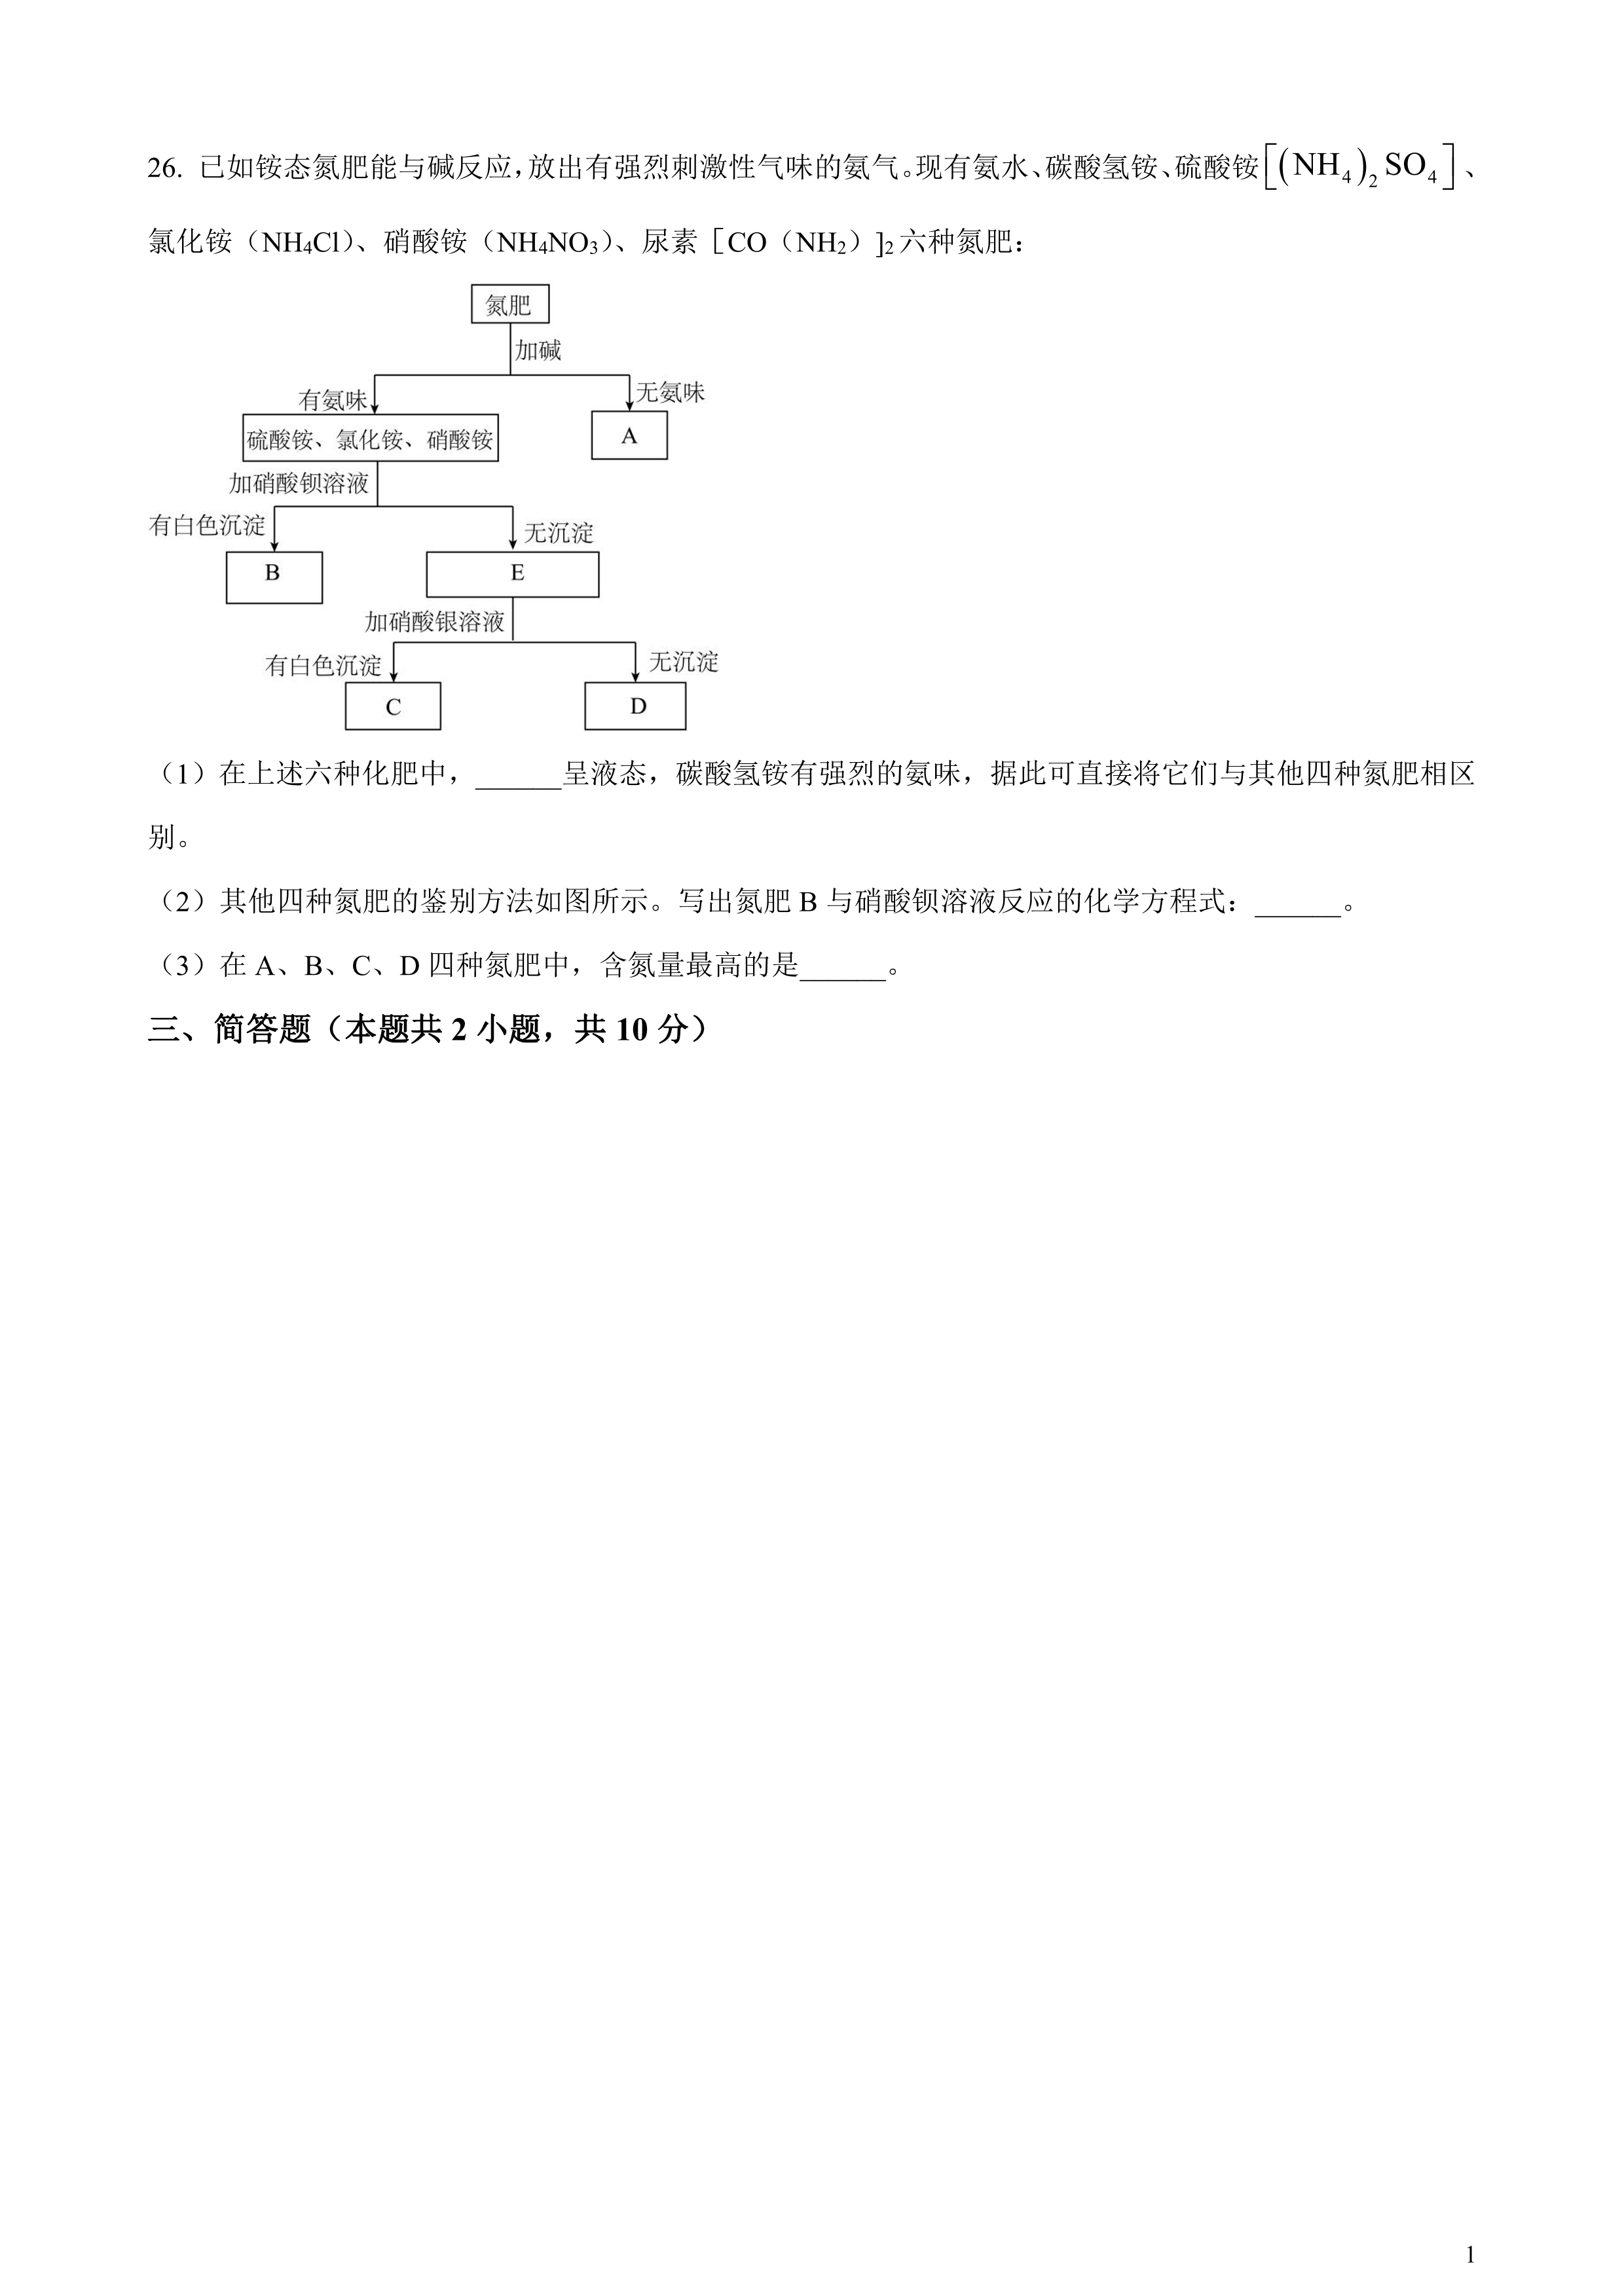 26. 已如铵态氮肥能与碱反应，放出有强烈刺激性气味的氨气。现有氨水、碳酸氢铵、硫酸铵[(NH₄)₂SO₄]、
氯化铵（NH₄Cl）、硝酸铵（NH₄NO₃）、尿素［CO（NH₂）]₂六种氮肥：
氮肥
加碱
有氨味
无氨味
硫酸铵、氯化铵、硝酸铵
A
加硝酸钡溶液
有白色沉淀
无沉淀
B
E
加硝酸银溶液
有白色沉淀
无沉淀
C
D
（1）在上述六种化肥中，______呈液态，碳酸氢铵有强烈的氨味，据此可直接将它们与其他四种氮肥相区
别。
（2）其他四种氮肥的鉴别方法如图所示。写出氮肥 B 与硝酸钡溶液反应的化学方程式：______。
（3）在 A、B、C、D 四种氮肥中，含氮量最高的是______。
三、简答题（本题共 2 小题，共 10 分）
1